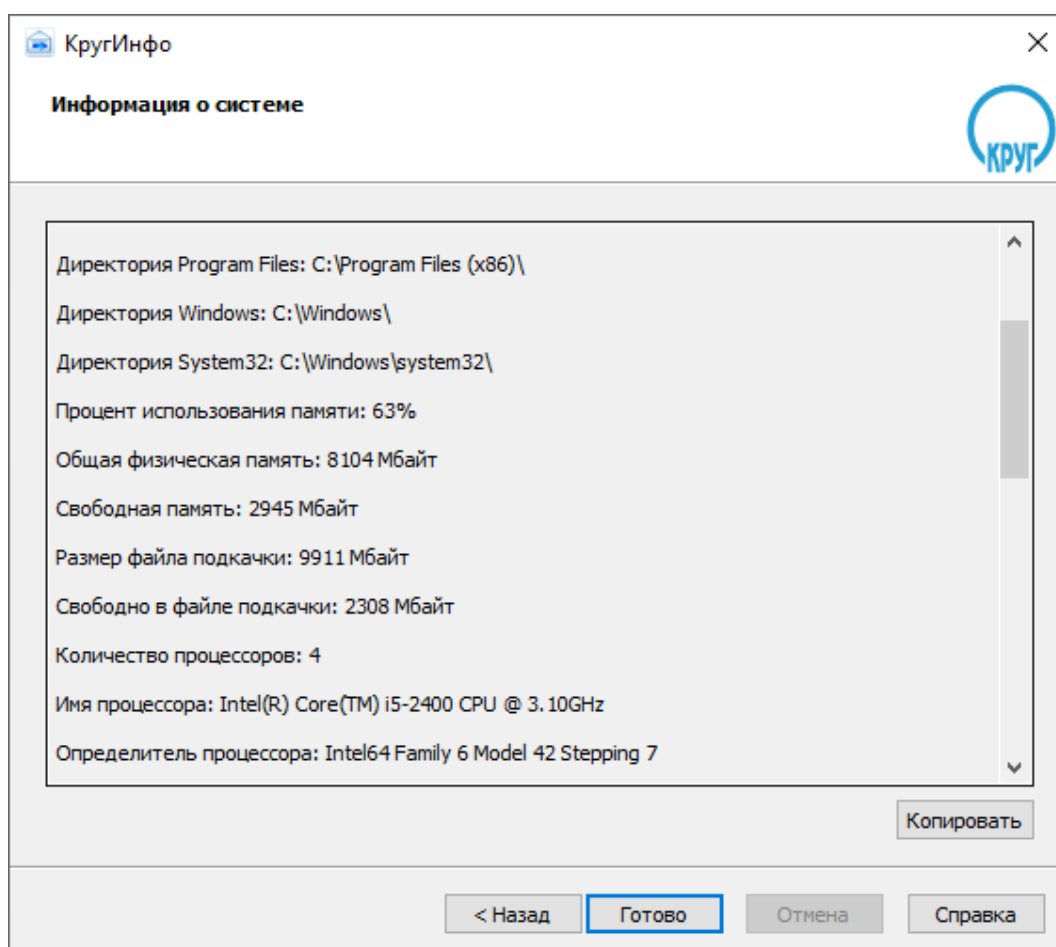 КругИнфо
Информация о системе
КРУГ
Директория Program Files: C:\Program Files (x86)\
Директория Windows: C:\Windows\
Директория System32: C:\Windows\system32\
Процент использования памяти: 63%
Общая физическая память: 8104 Мбайт
Свободная память: 2945 Мбайт
Размер файла подкачки: 9911 Мбайт
Свободно в файле подкачки: 2308 Мбайт
Количество процессоров: 4
Имя процессора: Intel(R) Core(TM) i5-2400 CPU @ 3.10GHz
Определитель процессора: Intel64 Family 6 Model 42 Stepping 7
Копировать
< Назад Готово Отмена Справка